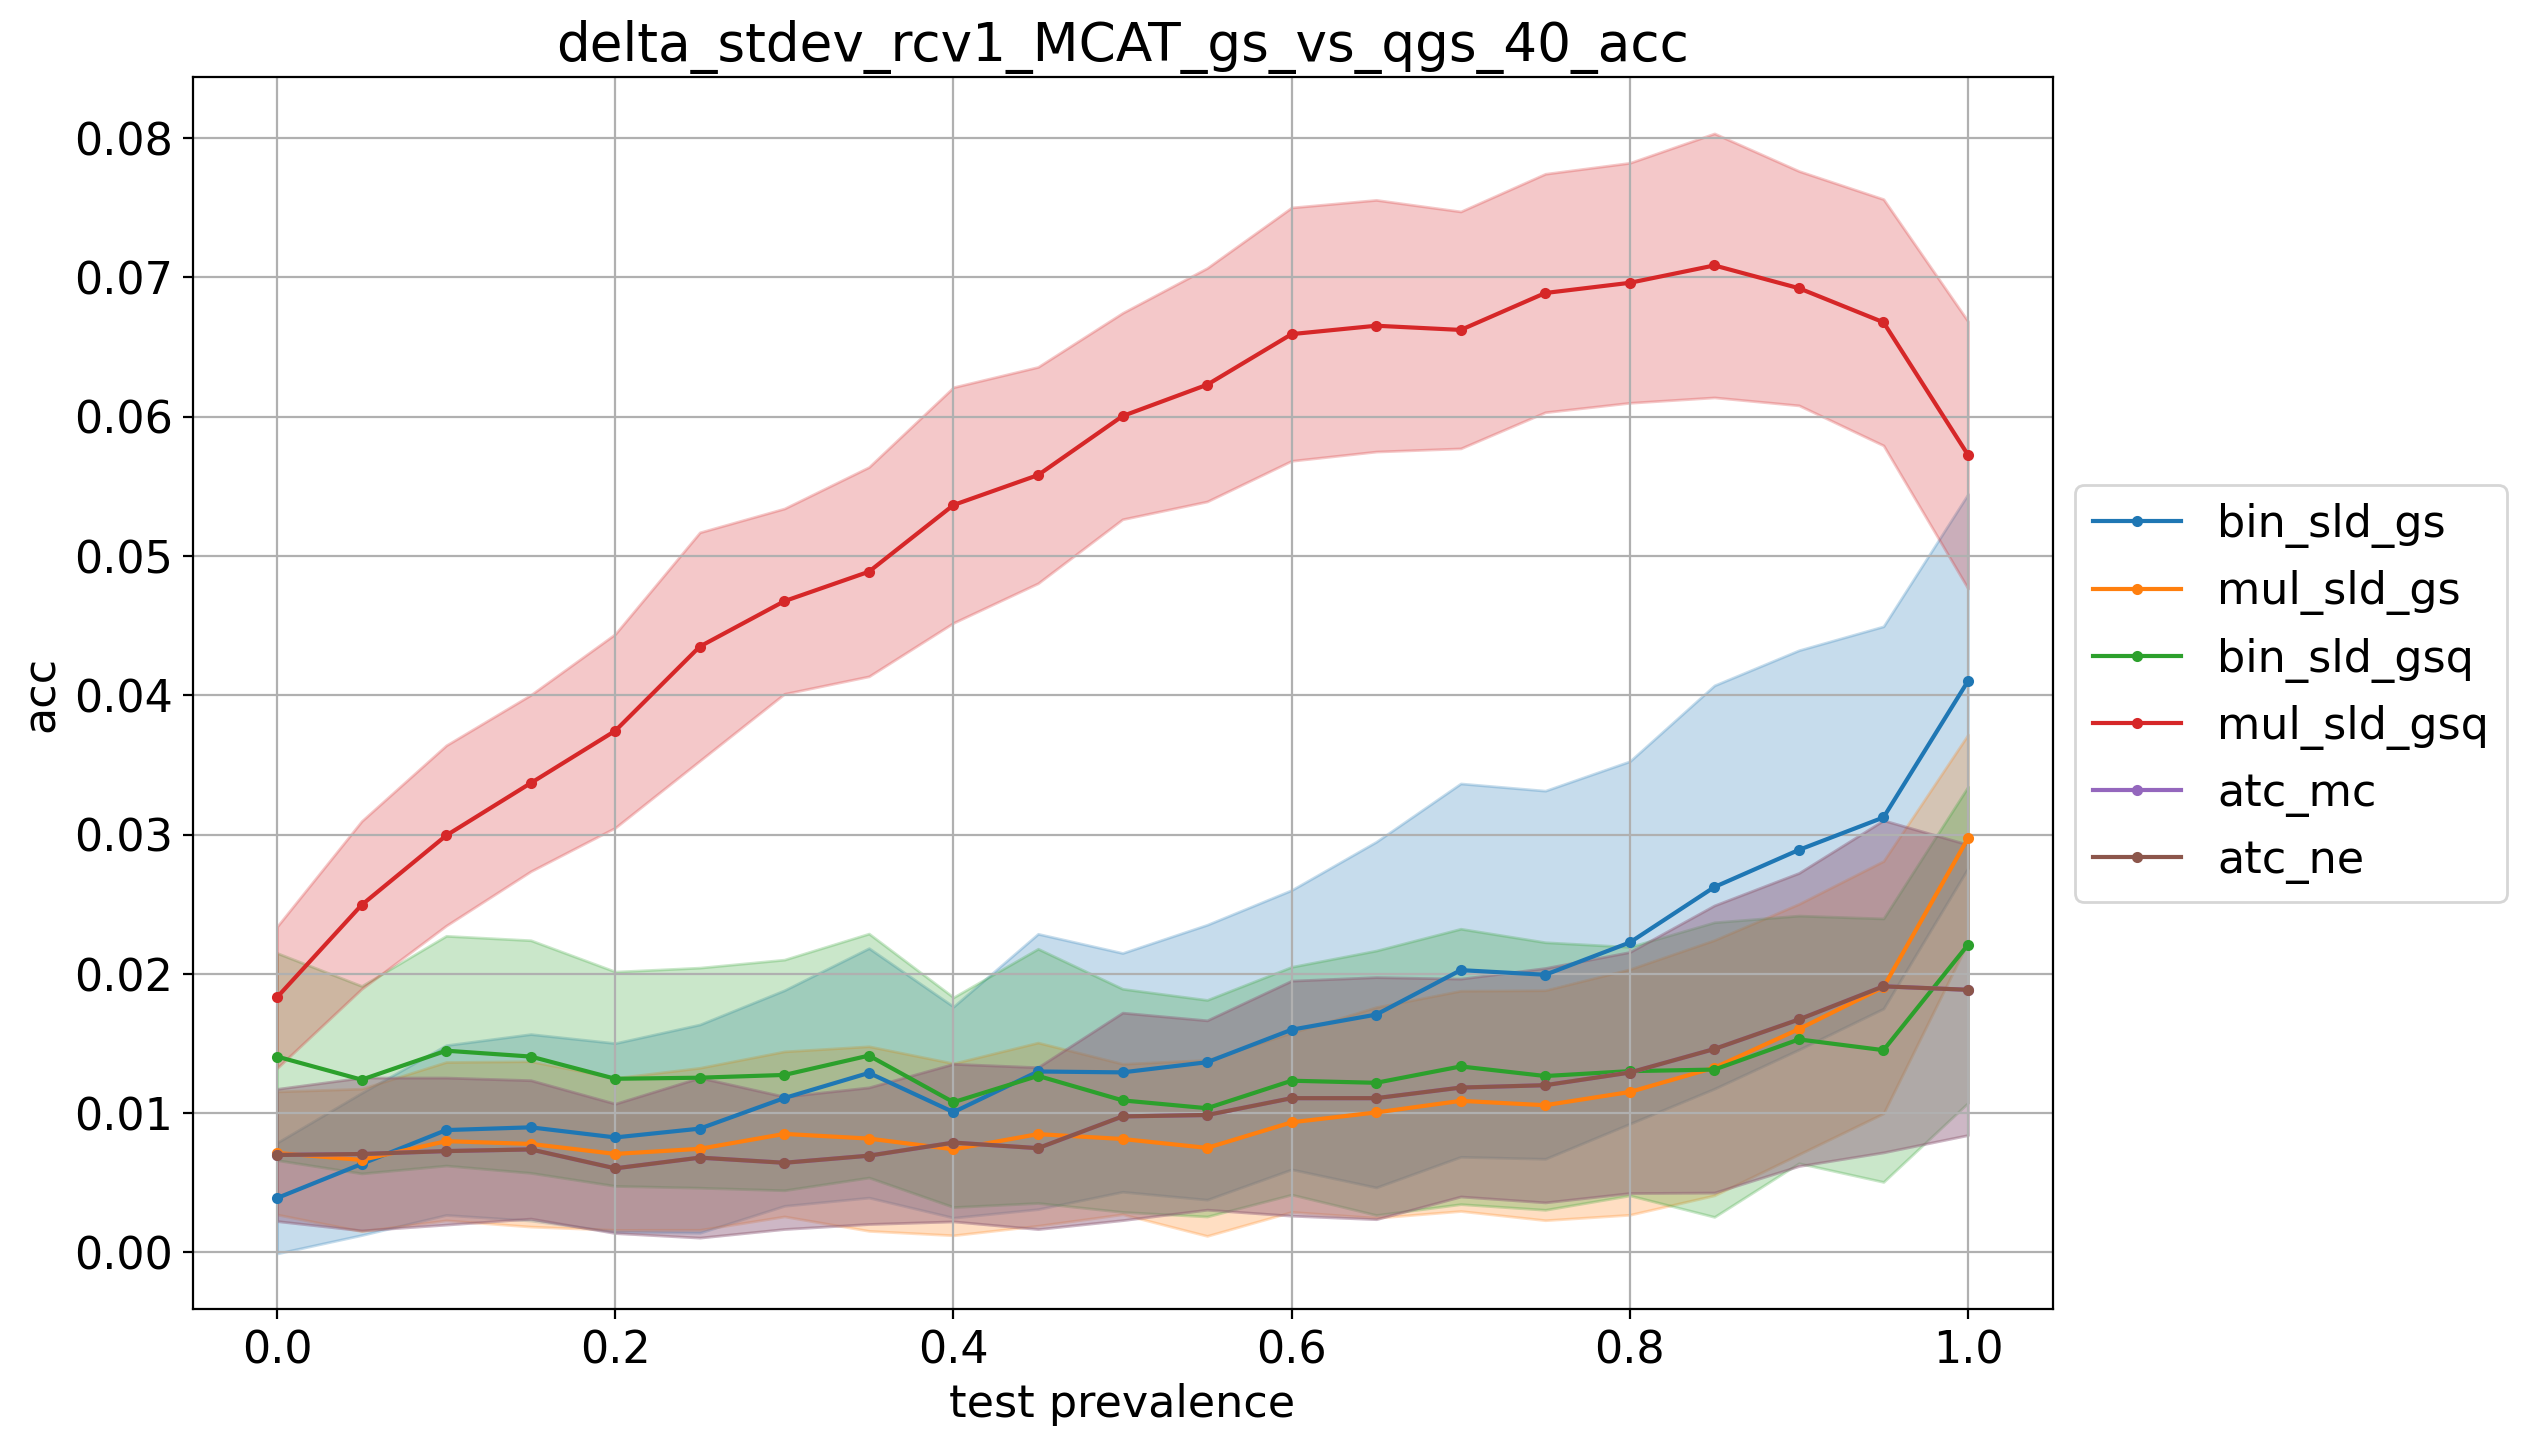 delta_stdev_rcv1_MCAT_gs_vs_qgs_40_acc
0.08
0.07
0.06
0.05
0.04
0.03
0.02
0.01
0.00
acc
0.0 0.2 0.4 0.6 0.8 1.0
test prevalence
bin_sld_gs
mul_sld_gs
bin_sld_gsq
mul_sld_gsq
atc_mc
atc_ne